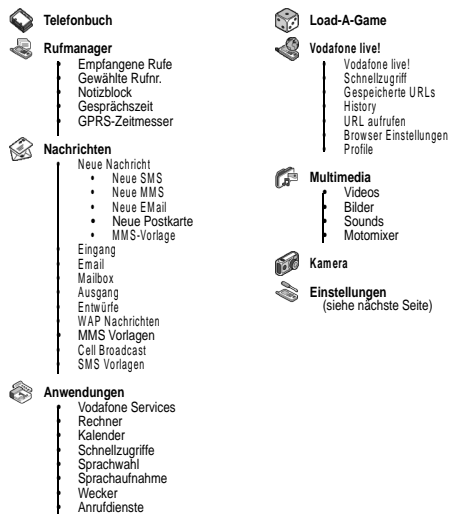 Telefonbuch
Rufmanager
• Empfangene Rufe
• Gewählte Rufnr.
• Notizblock
• Gesprächszeit
• GPRS-Zeitmesser
Nachrichten
• Neue Nachricht
• Neue SMS
• Neue MMS
• Neue EMail
• Neue Postkarte
• MMS-Vorlage
• Eingang
• Email
• Mailbox
• Ausgang
• Entwürfe
• WAP Nachrichten
• MMS Vorlagen
• Cell Broadcast
• SMS Vorlagen
Anwendungen
• Vodafone Services
• Rechner
• Kalender
• Schnellzugriffe
• Sprachwahl
• Sprachaufnahme
• Wecker
• Anrufdienste
Load-A-Game
Vodafone live!
• Vodafone live!
• Schnellzugriff
• Gespeicherte URLs
• History
• URL aufrufen
• Browser Einstellungen
• Profile
Multimedia
• Videos
• Bilder
• Sounds
• Motomixer
Kamera
Einstellungen
(siehe nächste Seite)